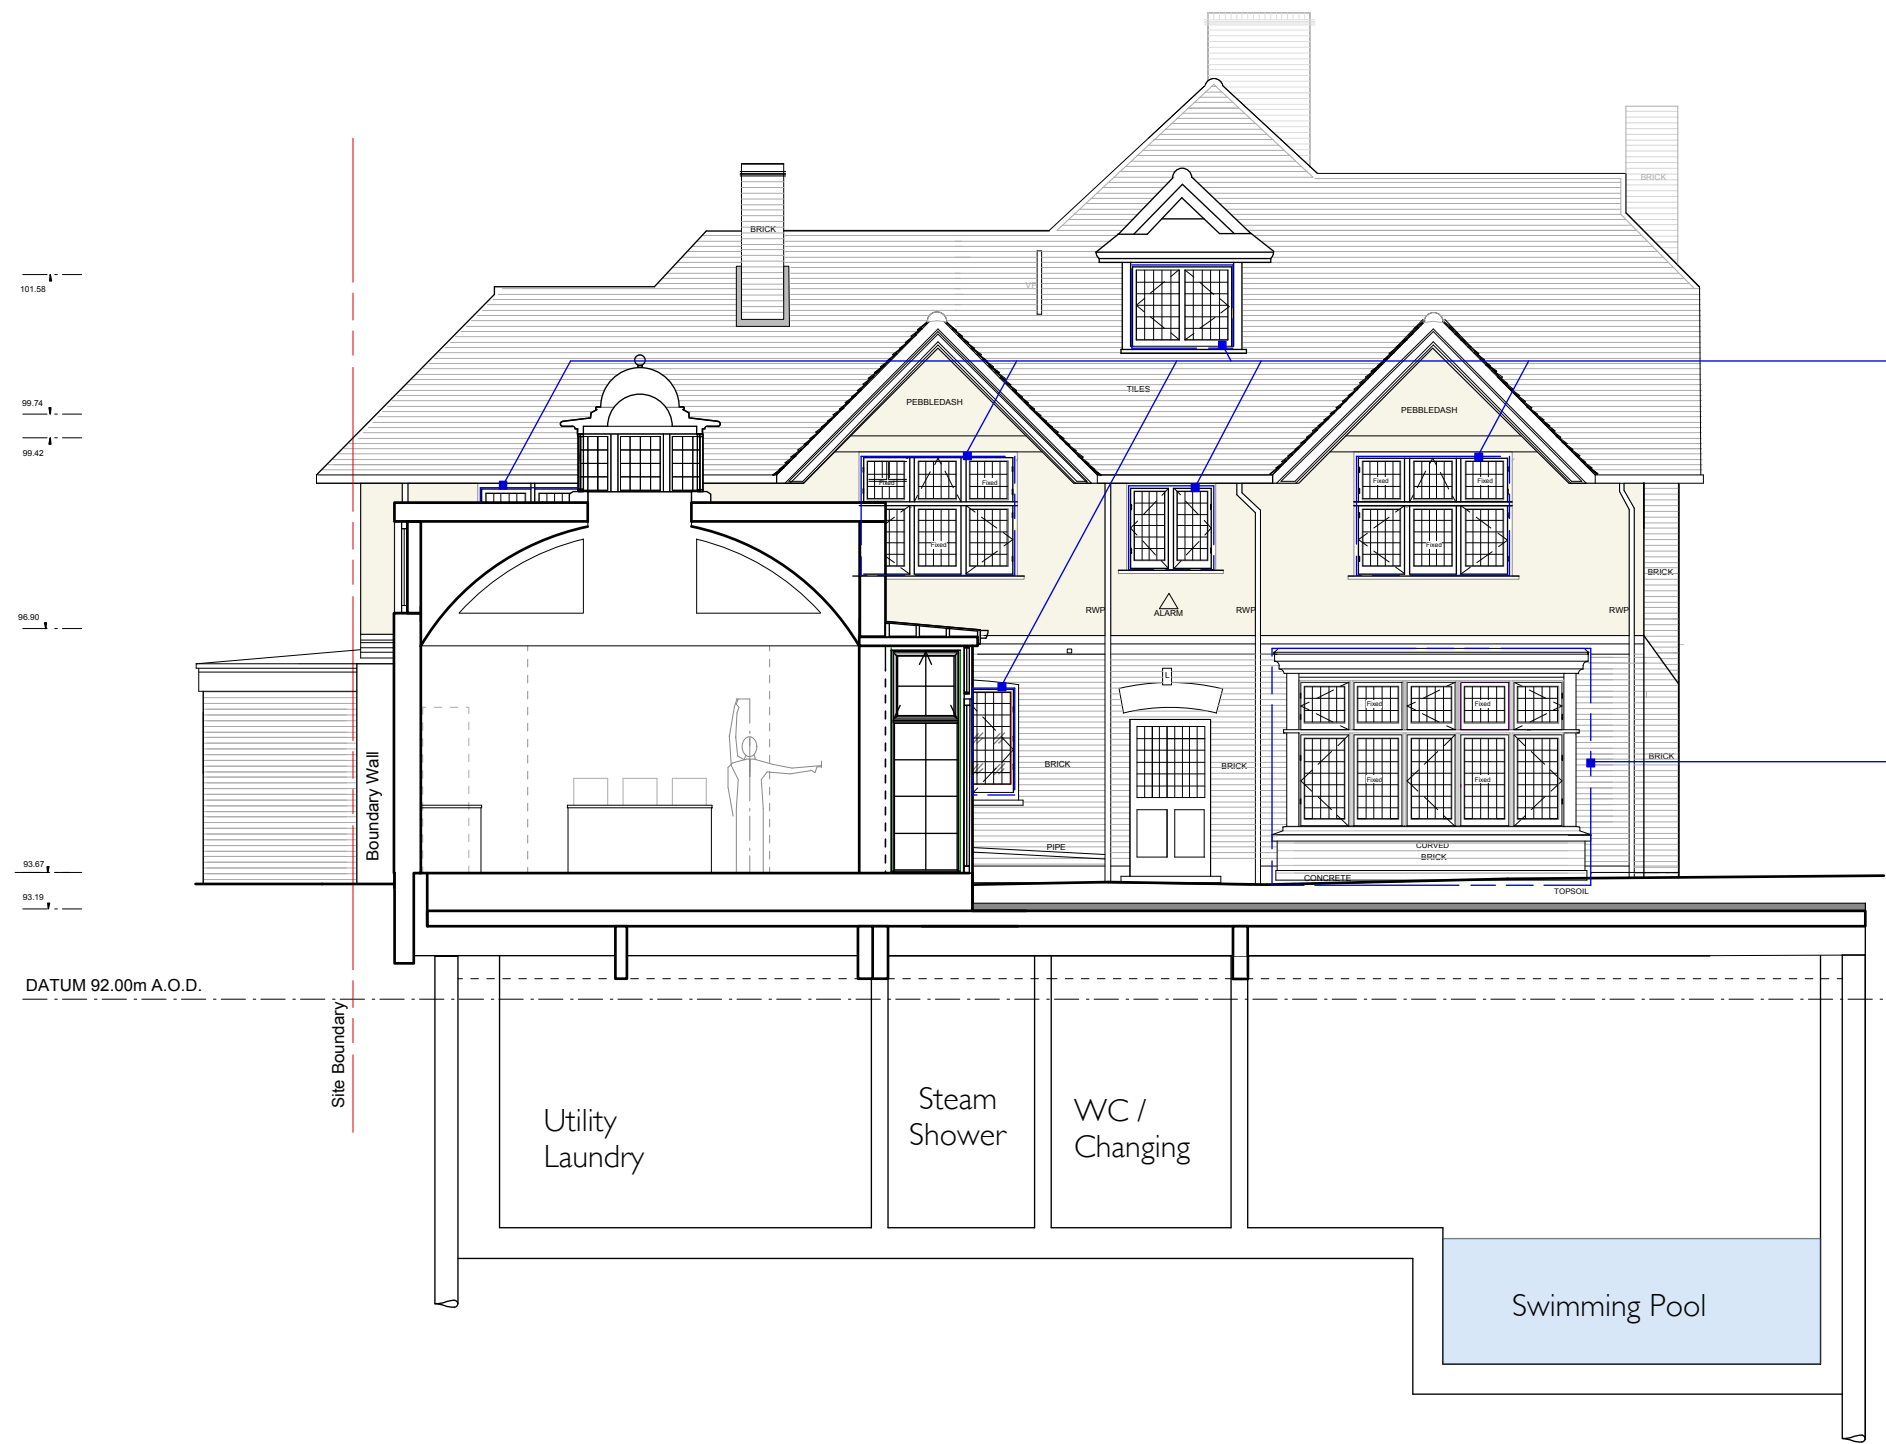 BRICK
BRICK
VP
101.58
TILES
99.74
PEBBLEDASH
PEBBLEDASH
99.42
Fixed
Fixed
Fixed
Fixed
Fixed
Fixed
BRICK
96.90
RWP
ALARM
RWP
RWP
L
Fixed
Fixed
Boundary Wall
BRICK
BRICK
BRICK
Fixed
Fixed
PIPE
CURVED
BRICK
93.67
CONCRETE
TOPSOIL
93.19
DATUM 92.00m A.O.D.
Site Boundary
Utility
Laundry
Steam
Shower
WC /
Changing
Swimming Pool